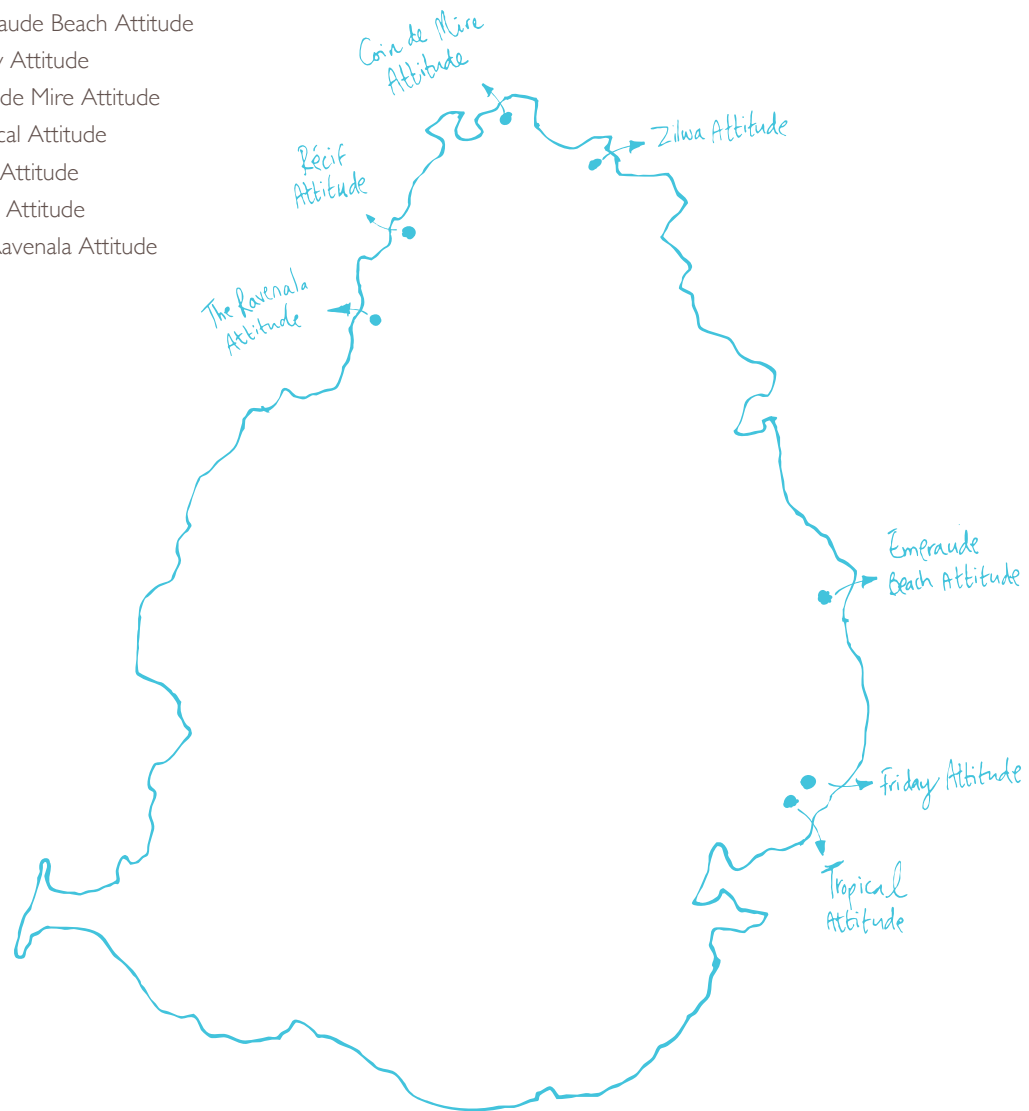 aude Beach Attitude
y Attitude
de Mire Attitude
cal Attitude
Attitude
Attitude
avenala Attitude
Coin de Mire
Attitude
Zilwa Attitude
Récif
Attitude
The Ravenala
Attitude
Emeraude
Beach Attitude
Friday Attitude
Tropical
Attitude